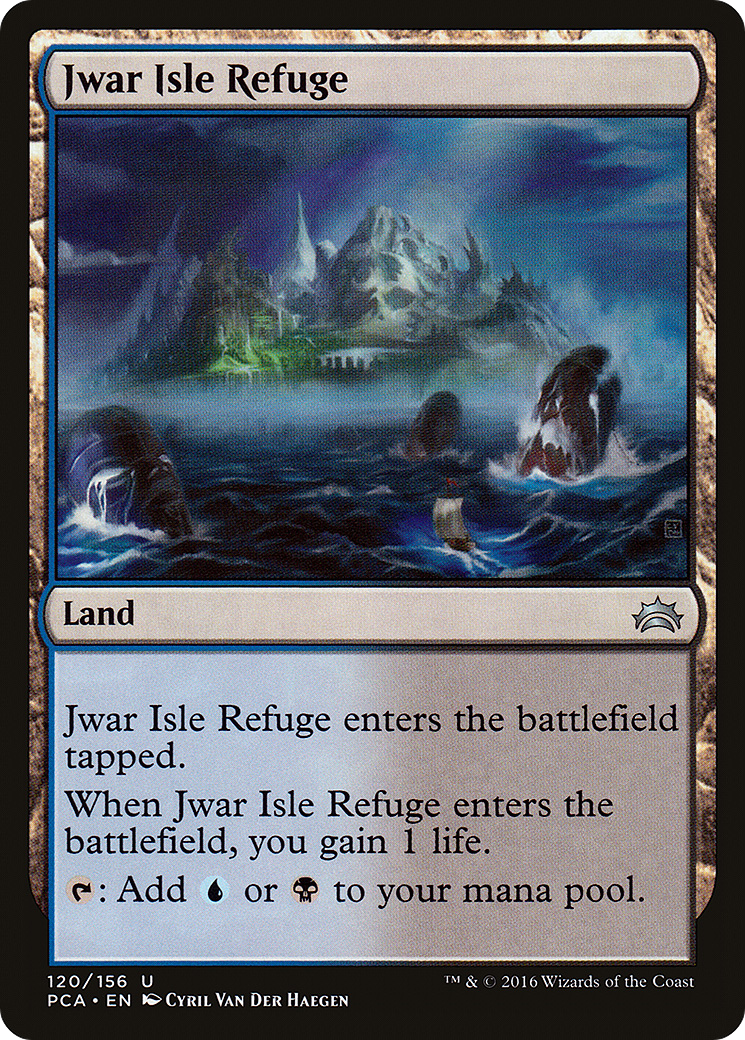 Jwar Isle Refuge
Land
Jwar Isle Refuge enters the battlefield
tapped.
When Jwar Isle Refuge enters the
battlefield, you gain 1 life.
: Add or to your mana pool.
120/156 U
PCA • EN Cyril Van Der Haegen
™ & © 2016 Wizards of the Coast